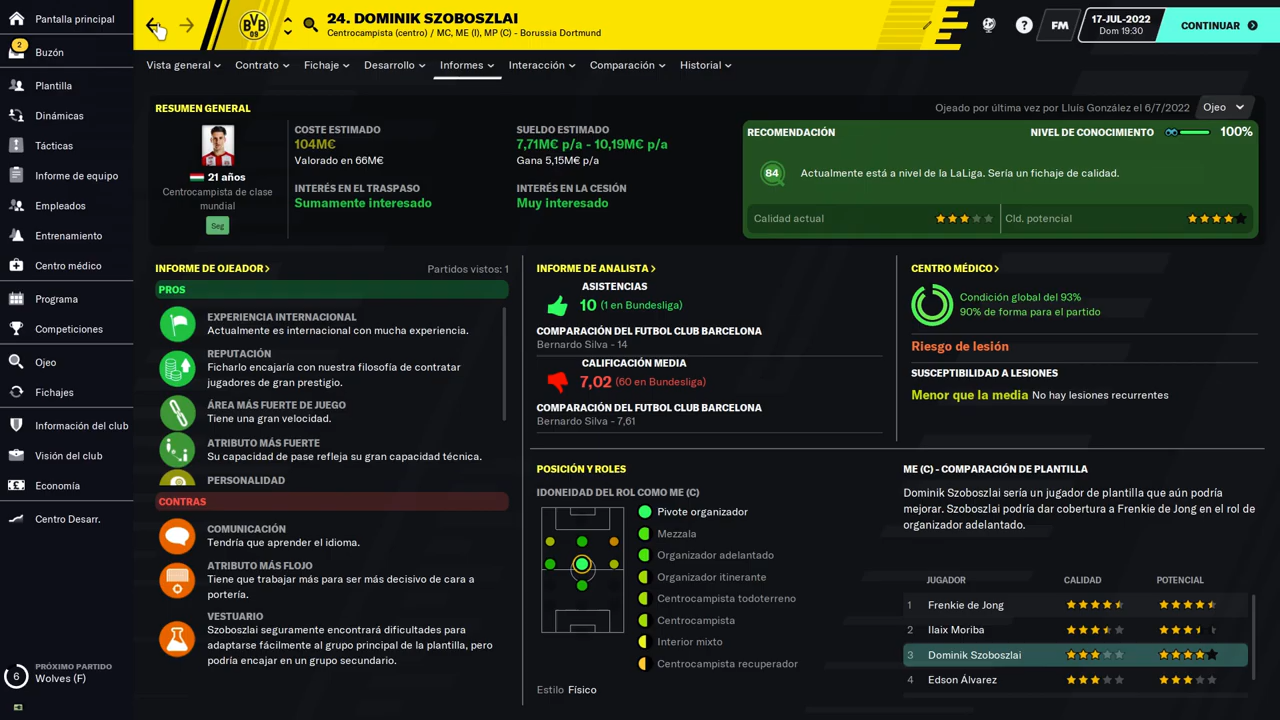 Pantalla principal
2
Buzón
Plantilla
Dinámicas
Tácticas
Informe de equipo
Empleados
Entrenamiento
Centro médico
Programa
Competiciones
Ojeo
Fichajes
Información del club
Visión del club
Economía
Centro Desarr.
6
PRÓXIMO PARTIDO
Wolves (F)
BVB
09
24. DOMINIK SZOBOSZLAI
Centrocampista (centro) / MC, ME (I), MP (C) - Borussia Dortmund
?
FM
17-JUL-2022
Dom 19:30
CONTINUAR
Vista general
Contrato
Fichaje
Desarrollo
Informes
Interacción
Comparación
Historial
RESUMEN GENERAL
Ojeado por última vez por Lluís González el 6/7/2022
Ojeo
21 años
Centrocampista de clase
mundial
Seg
COSTE ESTIMADO
104M€
Valorado en 66M€
INTERÉS EN EL TRASPASO
Sumamente interesado
SUELDO ESTIMADO
7,71M€ p/a - 10,19M€ p/a
Gana 5,15M€ p/a
INTERÉS EN LA CESIÓN
Muy interesado
RECOMENDACIÓN
NIVEL DE CONOCIMIENTO
100%
84
Actualmente está a nivel de la LaLiga. Sería un fichaje de calidad.
Calidad actual
Cld. potencial
INFORME DE OJEADOR
Partidos vistos: 1
PROS
EXPERIENCIA INTERNACIONAL
Actualmente es internacional con mucha experiencia.
REPUTACIÓN
Ficharlo encajaría con nuestra filosofía de contratar
jugadores de gran prestigio.
ÁREA MÁS FUERTE DE JUEGO
Tiene una gran velocidad.
ATRIBUTO MÁS FUERTE
Su capacidad de pase refleja su gran capacidad técnica.
PERSONALIDAD
CONTRAS
COMUNICACIÓN
Tendría que aprender el idioma.
ATRIBUTO MÁS FLOJO
Tiene que trabajar más para ser más decisivo de cara a
portería.
VESTUARIO
Szoboszlai seguramente encontrará dificultades para
adaptarse fácilmente al grupo principal de la plantilla, pero
podría encajar en un grupo secundario.
INFORME DE ANALISTA
ASISTENCIAS
10 (1 en Bundesliga)
COMPARACIÓN DEL FUTBOL CLUB BARCELONA
Bernardo Silva - 14
CALIFICACIÓN MEDIA
7,02 (60 en Bundesliga)
COMPARACIÓN DEL FUTBOL CLUB BARCELONA
Bernardo Silva - 7,61
CENTRO MÉDICO
Condición global del 93%
90% de forma para el partido
Riesgo de lesión
SUSCEPTIBILIDAD A LESIONES
Menor que la media No hay lesiones recurrentes
POSICIÓN Y ROLES
IDONEIDAD DEL ROL COMO ME (C)
Pivote organizador
Mezzala
Organizador adelantado
Organizador itinerante
Centrocampista todoterreno
Centrocampista
Interior mixto
Centrocampista recuperador
Estilo Físico
ME (C) - COMPARACIÓN DE PLANTILLA
Dominik Szoboszlai sería un jugador de plantilla que aún podría
mejorar. Szoboszlai podría dar cobertura a Frenkie de Jong en el rol de
organizador adelantado.
JUGADOR
CALIDAD
POTENCIAL
1 Frenkie de Jong
2 Ilaix Moriba
3 Dominik Szoboszlai
4 Edson Álvarez